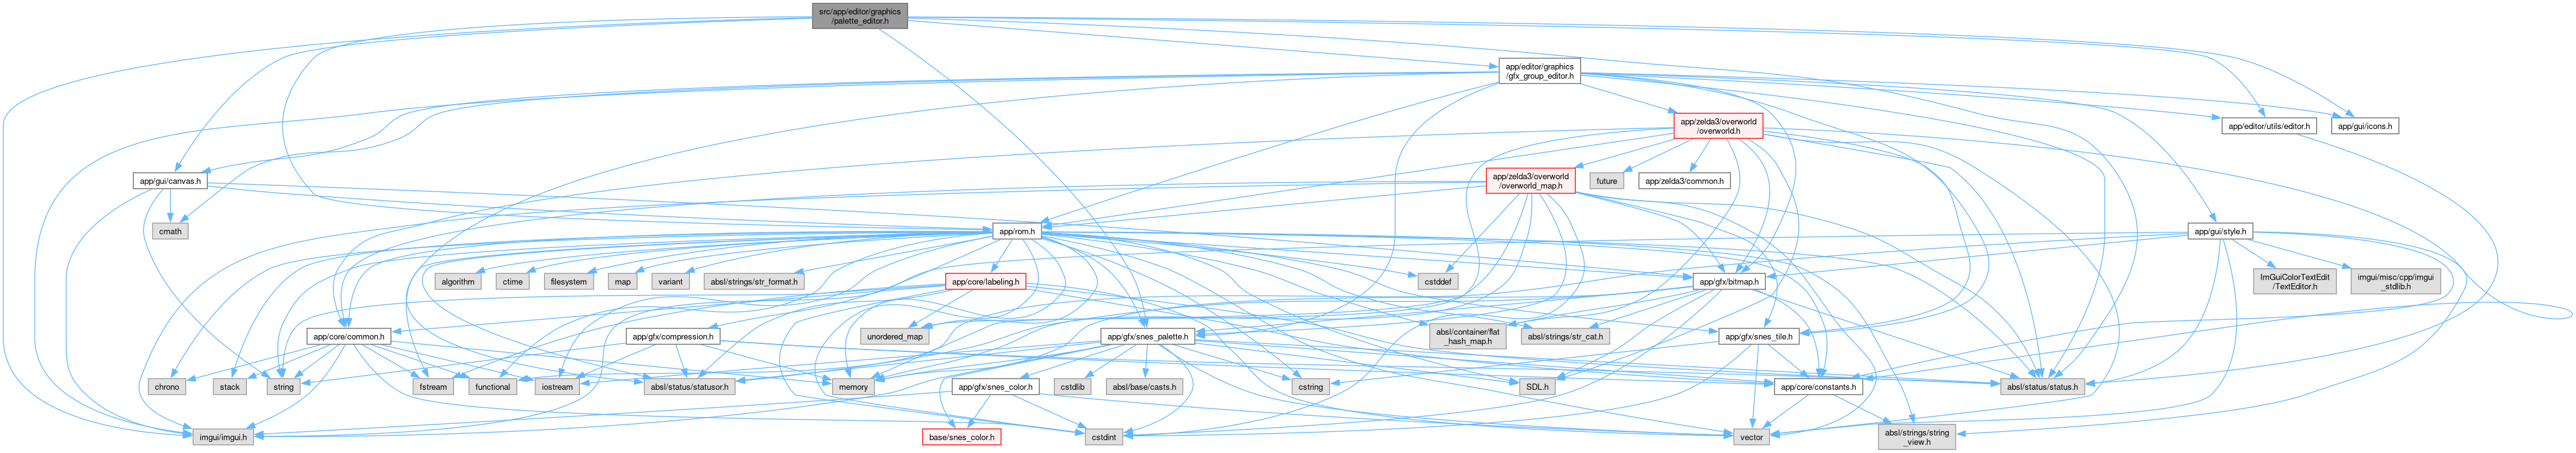 src/app/editor/graphics
/palette_editor.h
app/editor/graphics
/gfx_group_editor.h
app/zelda3/overworld
/overworld.h
app/editor/utils/editor.h
app/gui/icons.h
app/gui/canvas.h
app/zelda3/overworld
/overworld_map.h
future
app/zelda3/common.h
cmath
app/rom.h
app/gui/style.h
algorithm
ctime
filesystem
map
variant
absl/strings/str_format.h
app/core/labeling.h
cstddef
app/gfx/bitmap.h
ImGuiColorTextEdit
/TextEditor.h
imgui/misc/cpp/imgui
_stdlib.h
app/core/common.h
app/gfx/compression.h
unordered_map
app/gfx/snes_palette.h
absl/container/flat
_hash_map.h
absl/strings/str_cat.h
app/gfx/snes_tile.h
chrono
stack
string
fstream
functional
iostream
absl/status/statusor.h
memory
app/gfx/snes_color.h
cstdlib
absl/base/casts.h
cstring
SDL.h
app/core/constants.h
absl/status/status.h
imgui/imgui.h
base/snes_color.h
cstdint
vector
absl/strings/string
_view.h